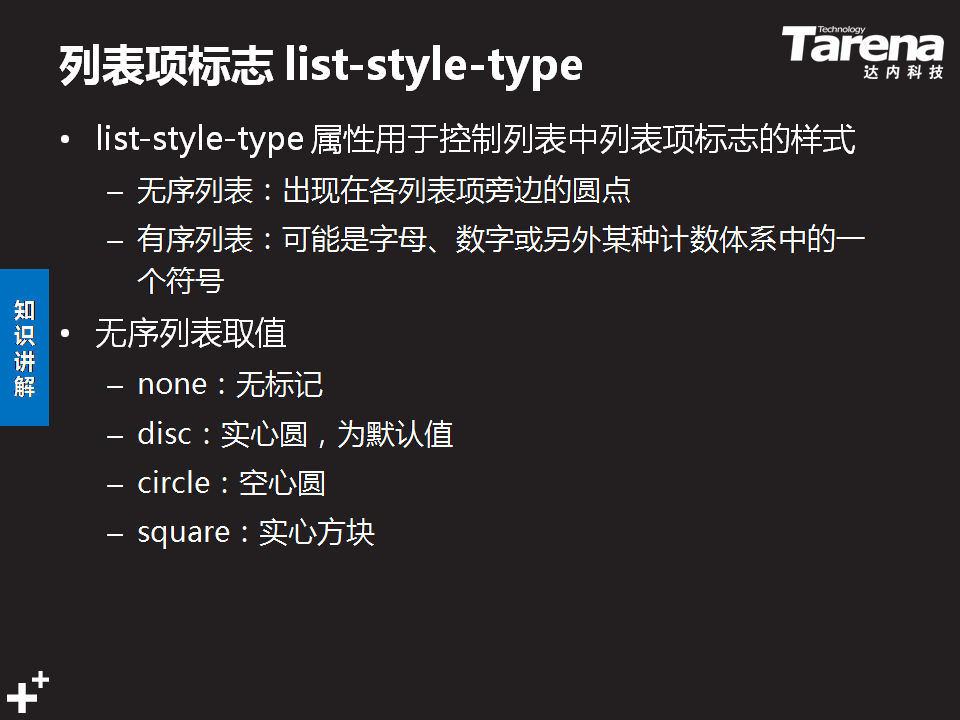 列表项标志 list-style-type
Technology
Tarena
达内科技
• list-style-type 属性用于控制列表中列表项标志的样式
– 无序列表：出现在各列表项旁边的圆点
– 有序列表：可能是字母、数字或另外某种计数体系中的一
个符号
知识讲解
• 无序列表取值
– none：无标记
– disc：实心圆，为默认值
– circle：空心圆
– square：实心方块